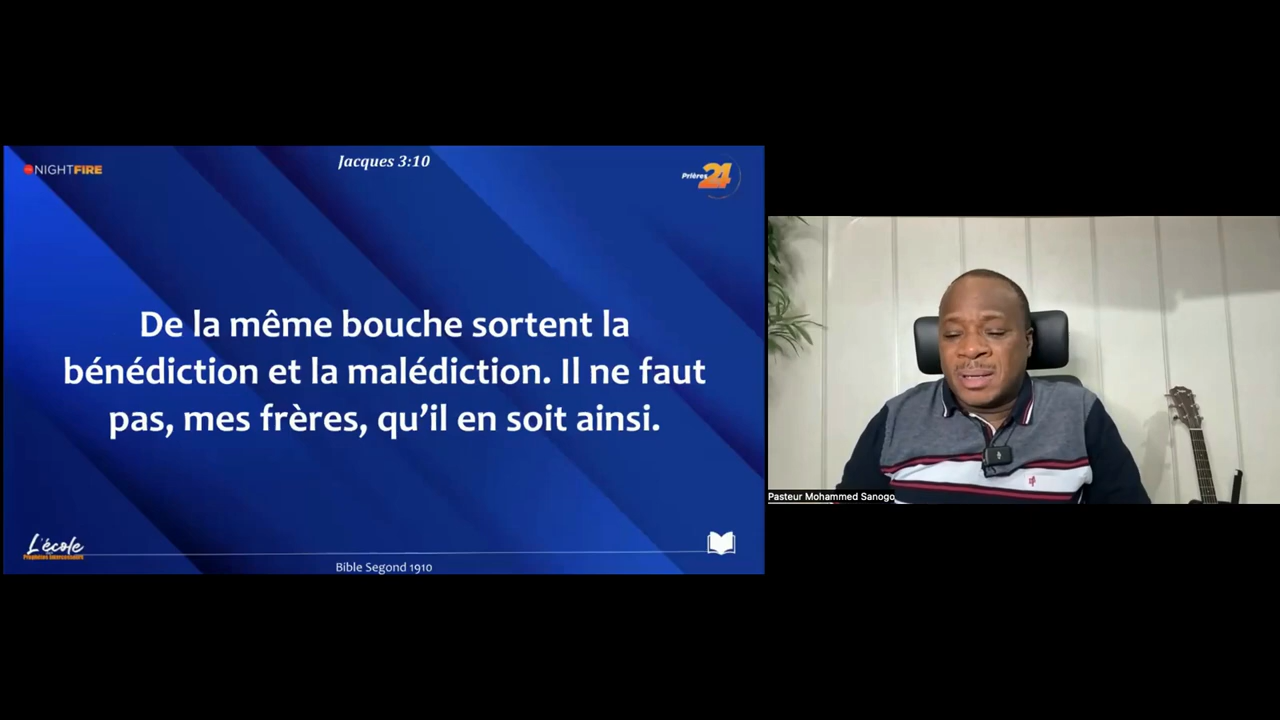 NIGHTFIRE
Jacques 3:10
Prières 24
De la même bouche sortent la
bénédiction et la malédiction. Il ne faut
pas, mes frères, qu’il en soit ainsi.
L'école
Bible Segond 1910
Pasteur Mohammed Sanogo